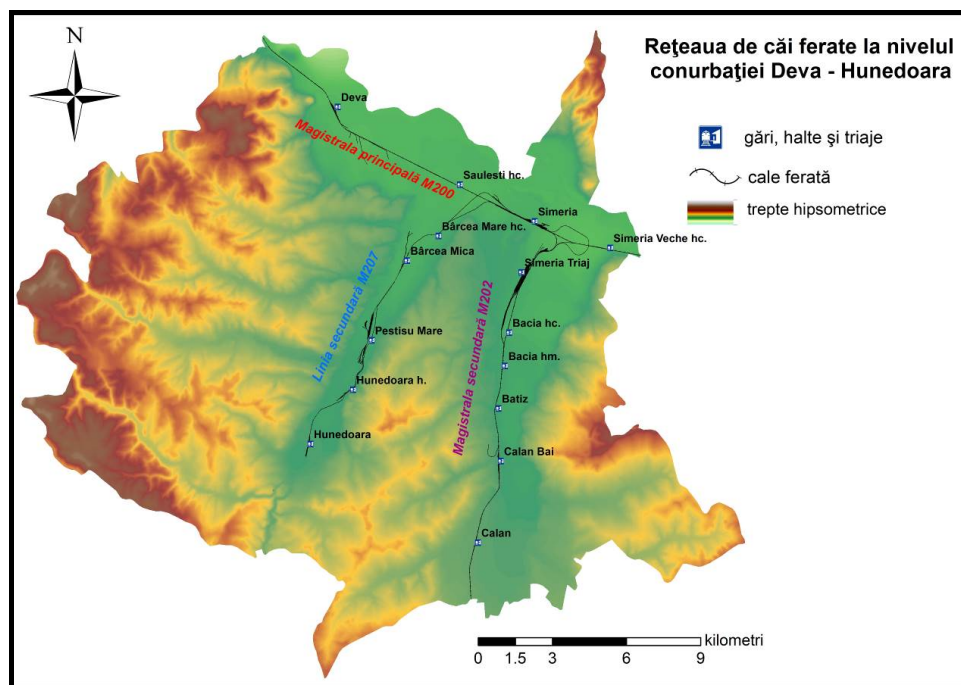 N
Reţeaua de căi ferate la nivelul
conurbaţiei Deva - Hunedoara
gări, halte şi triaje
cale ferată
trepte hipsometrice
Deva
Magistrala principală M200
Saulesti hc.
Simeria
Bârcea Mare hc.
Simeria Veche hc.
Bârcea Mica
Simeria Triaj
Linia secundară M207
Magistrala secundară M202
Pestisu Mare
Bacia hc.
Bacia hm.
Hunedoara h.
Batiz
Hunedoara
Calan Bai
Calan
kilometri
0 1.5 3 6 9